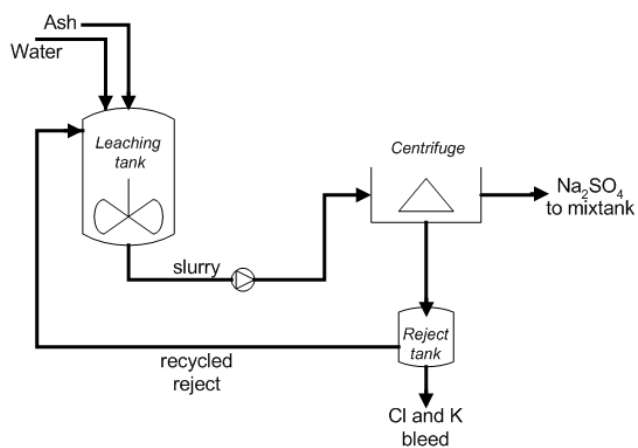 Ash
Water
Leaching
tank
Centrifuge
Na₂SO₄
to mixtank
slurry
Reject
tank
recycled
reject
Cl and K
bleed